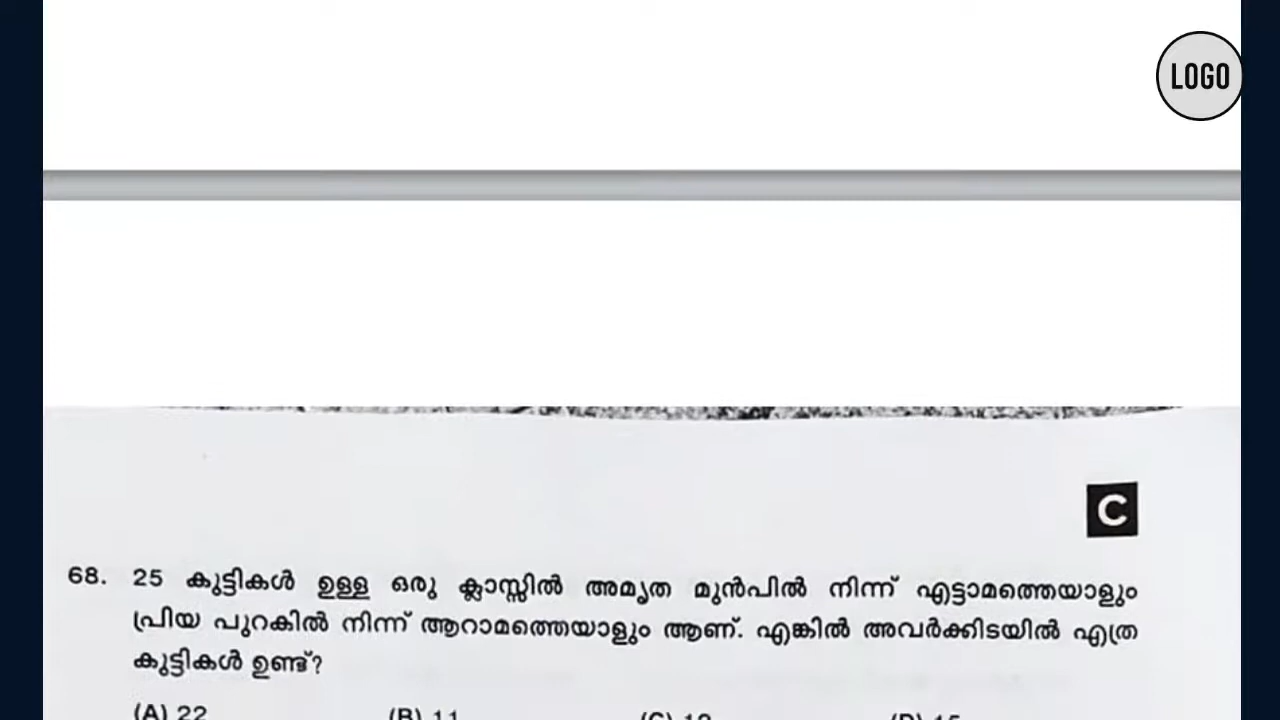 LOGO
C
68. 25 കുട്ടികൾ ഉള്ള ഒരു ക്ലാസ്സിൽ അമൃത മുൻപിൽ നിന്ന് എട്ടാമത്തെയാളും
പ്രിയ പുറകിൽ നിന്ന് ആറാമത്തെയാളും ആണ്. എങ്കിൽ അവർക്കിടയിൽ എത്ര
കുട്ടികൾ ഉണ്ട്?
(A) 22 (B) 11 (C) (D)